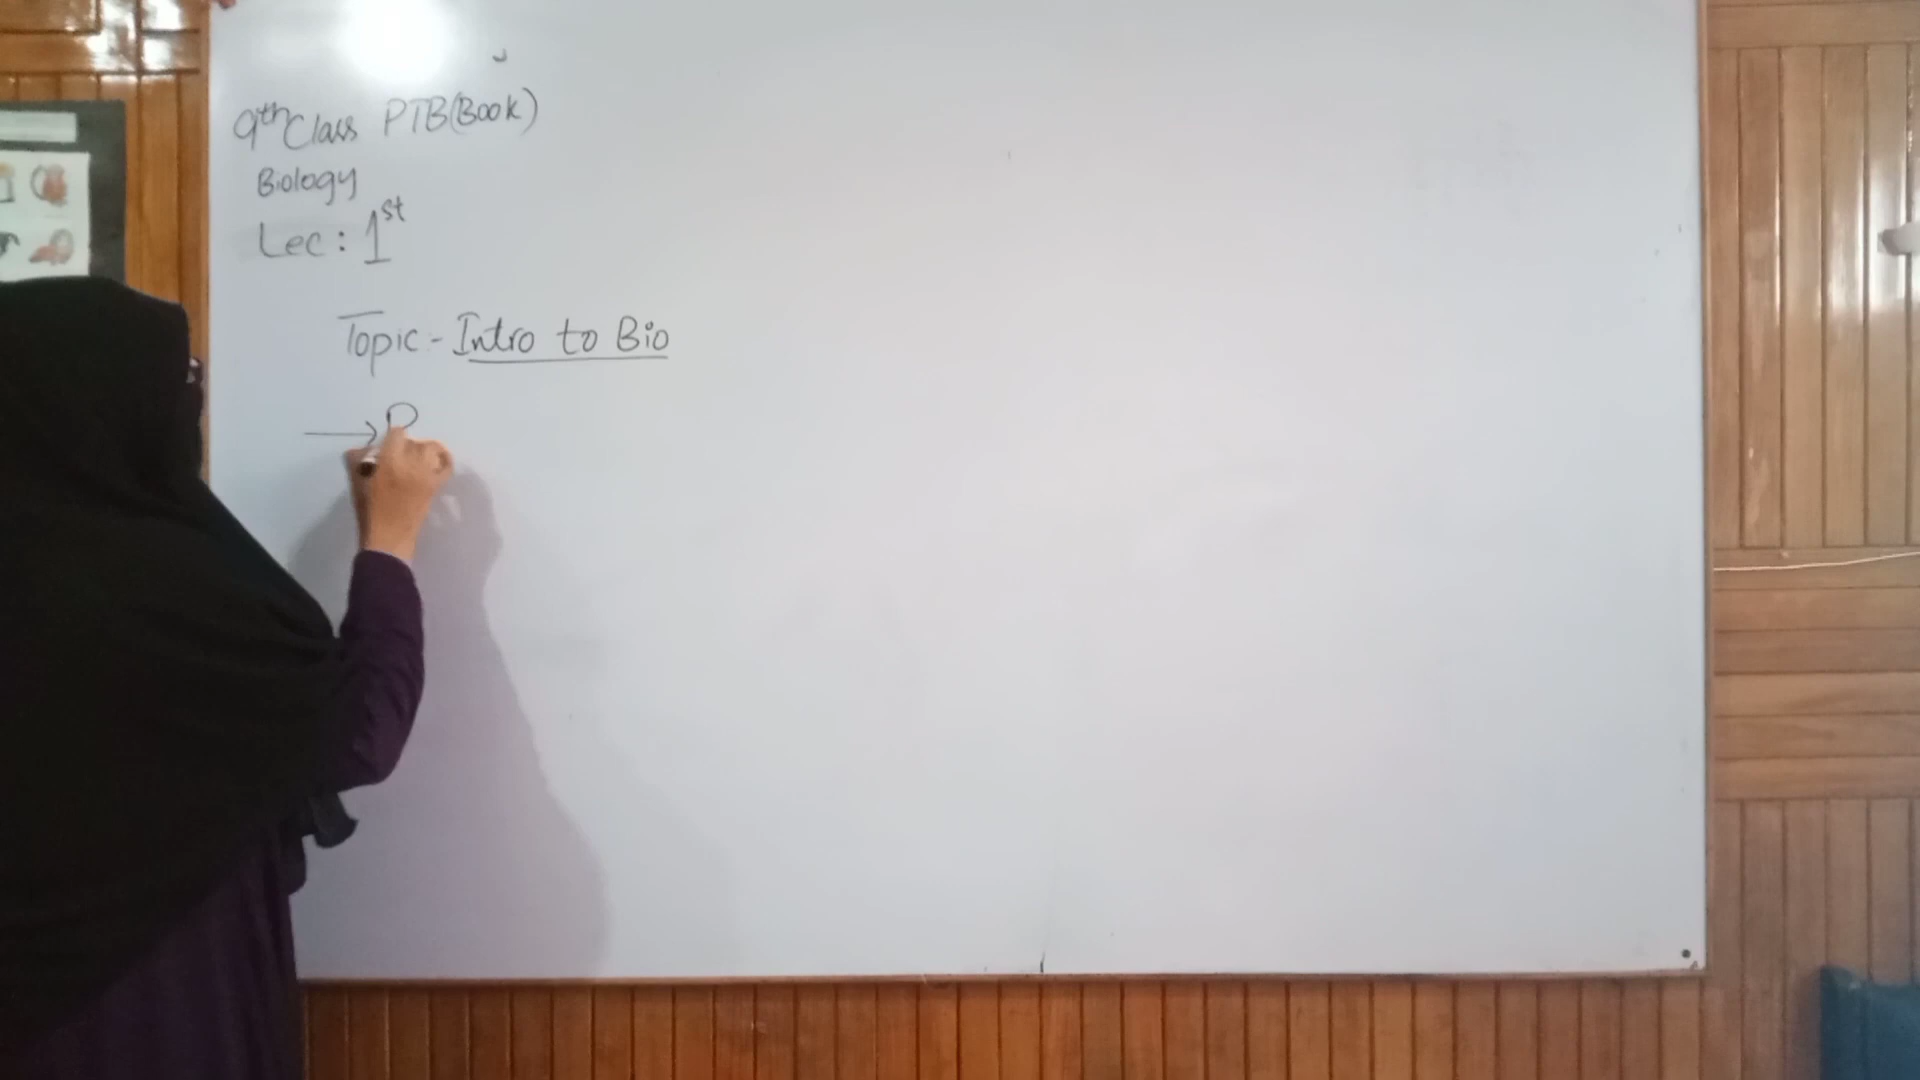 9th Class PTB(Book)
Biology
Lec: 1st
Topic:- Intro to Bio
→ P